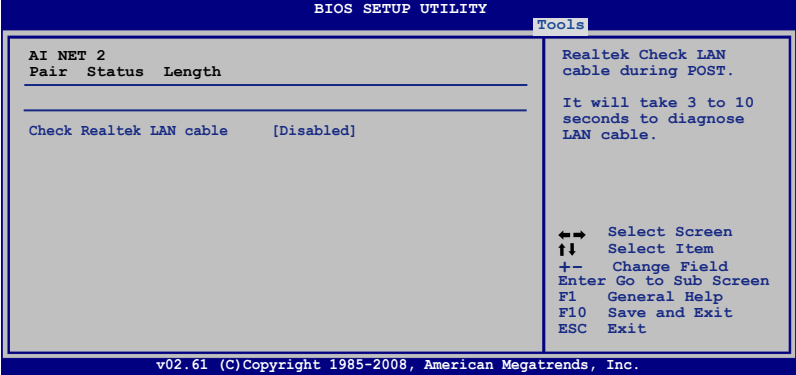 BIOS SETUP UTILITY
Tools
AI NET 2
Pair Status Length
Check Realtek LAN cable [Disabled]
Realtek Check LAN
cable during POST.
It will take 3 to 10
seconds to diagnose
LAN cable.
←→ Select Screen
↑↓ Select Item
+- Change Field
Enter Go to Sub Screen
F1 General Help
F10 Save and Exit
ESC Exit
v02.61 (C)Copyright 1985-2008, American Megatrends, Inc.